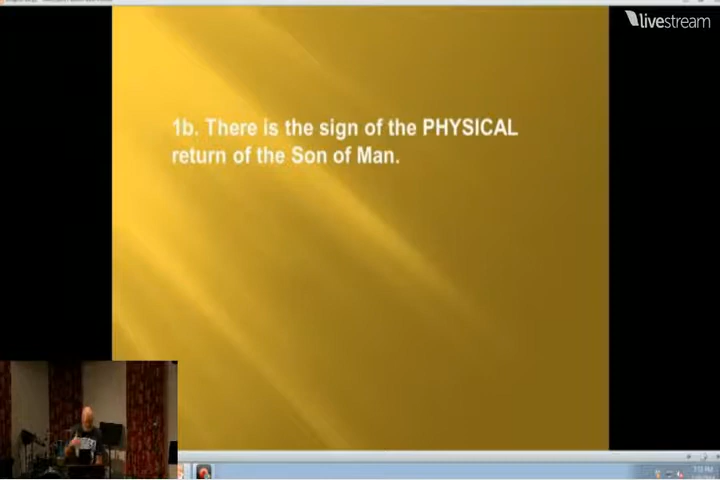 livestream
1b. There is the sign of the PHYSICAL
return of the Son of Man.